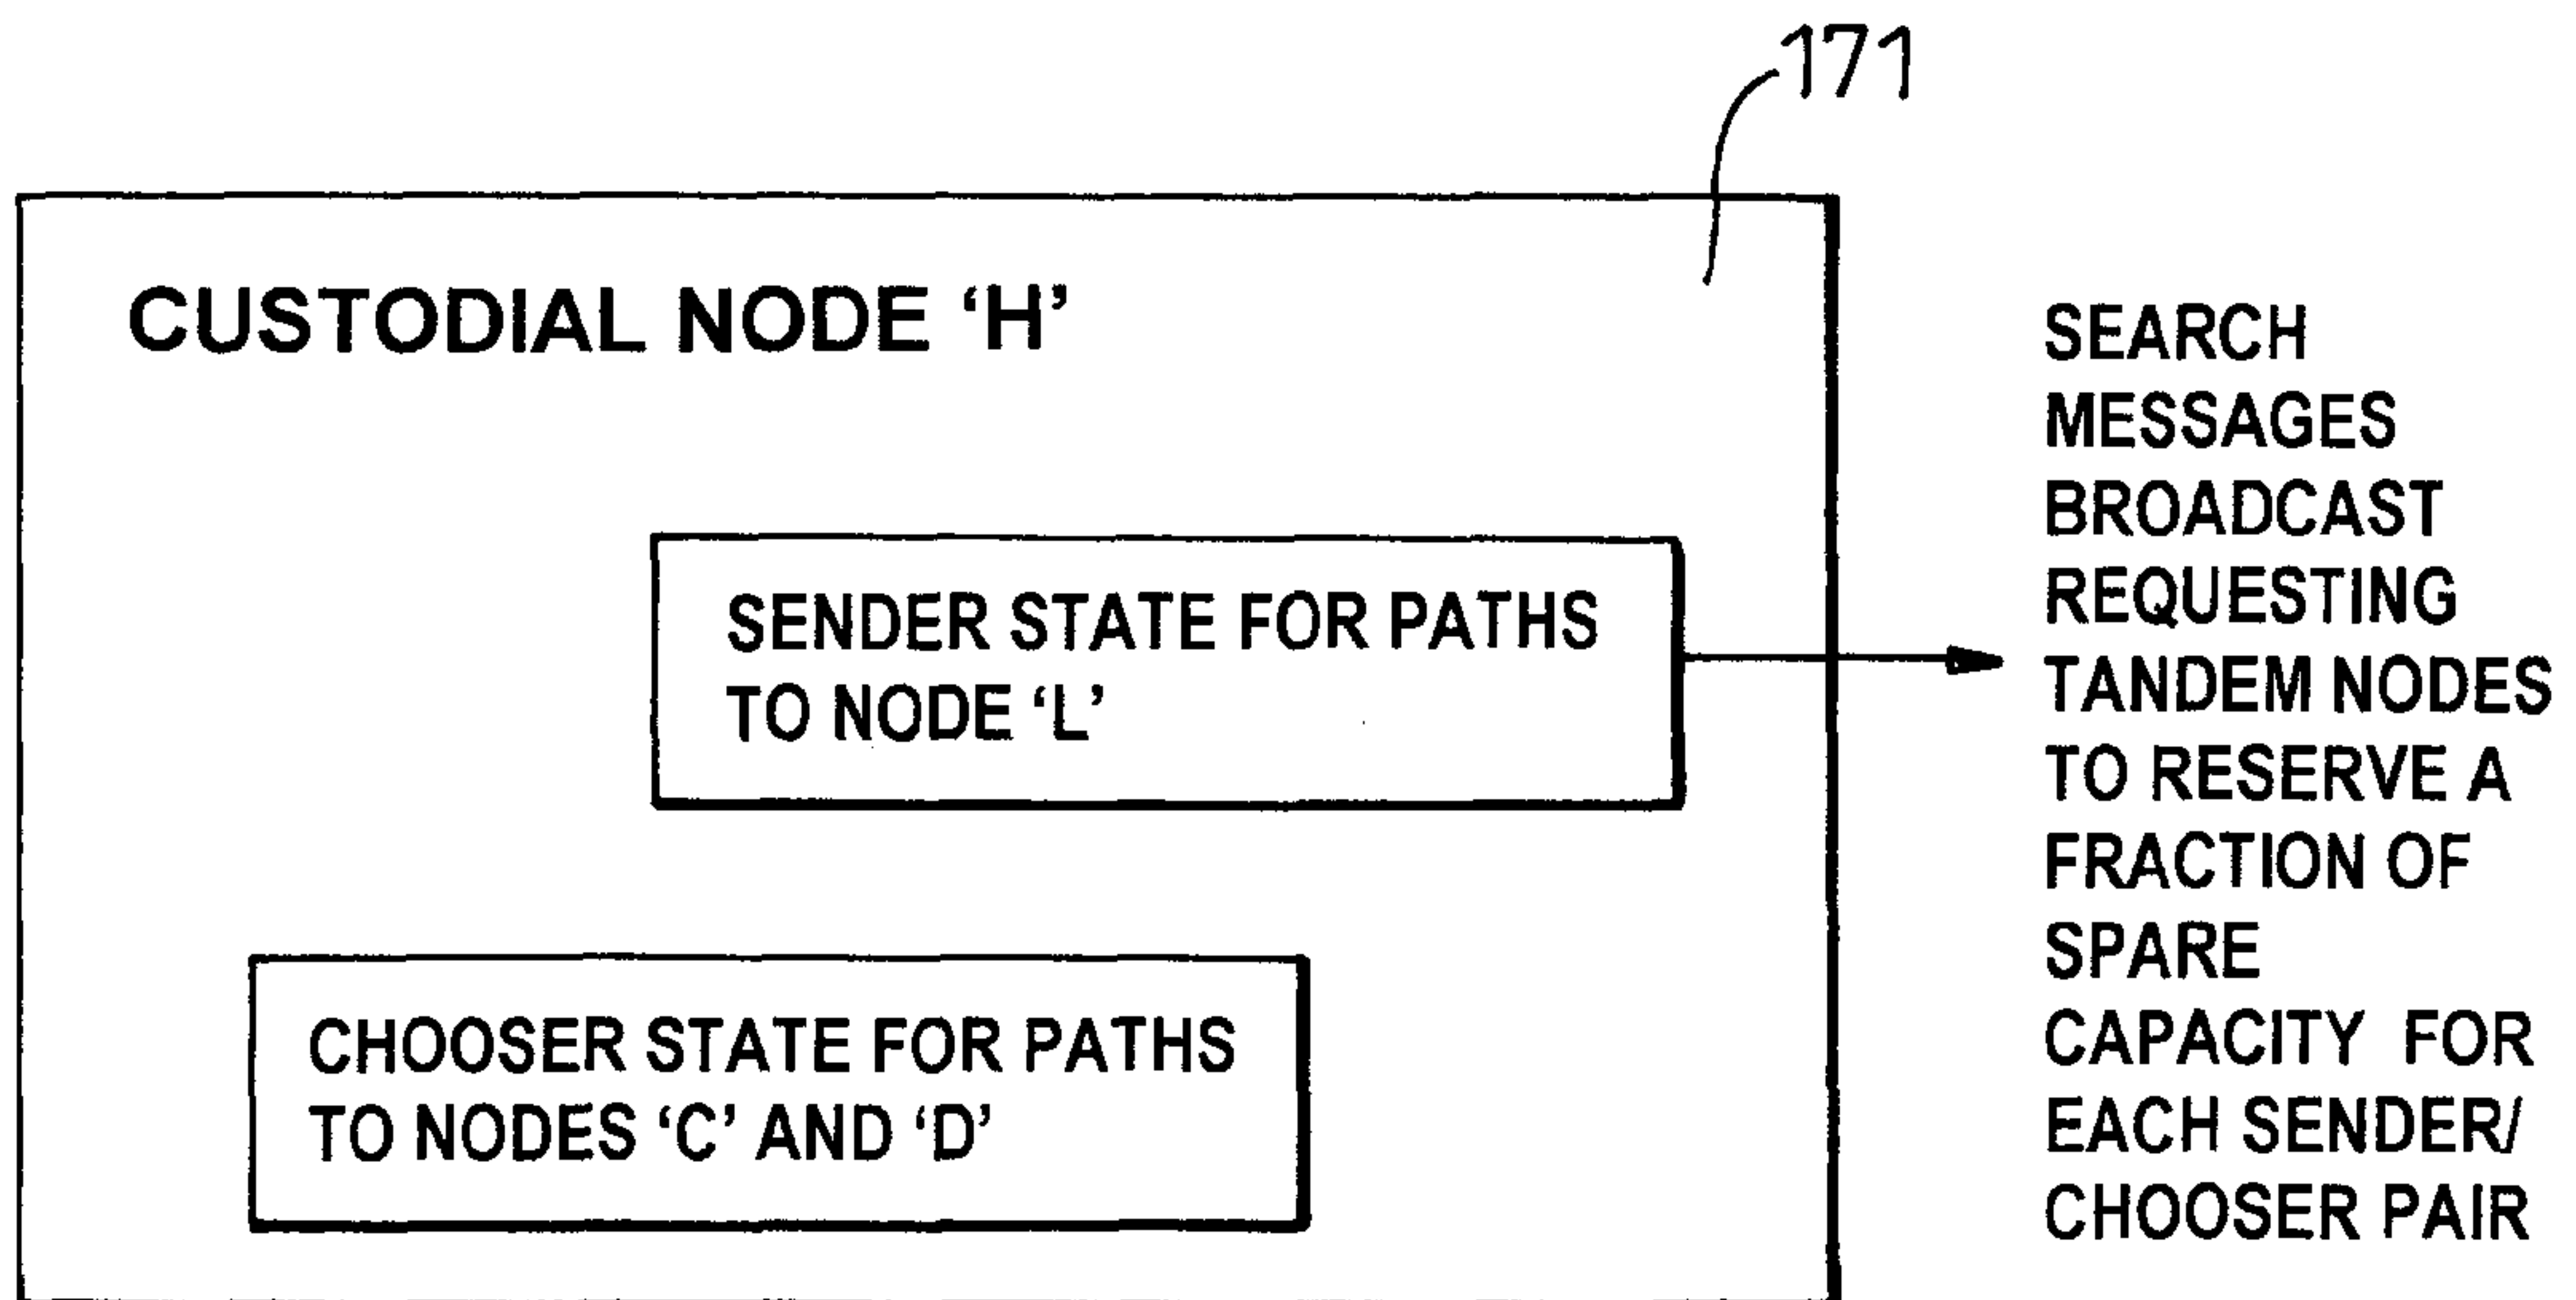 171
CUSTODIAL NODE ‘H’
SENDER STATE FOR PATHS
TO NODE ‘L’
CHOOSER STATE FOR PATHS
TO NODES ‘C’ AND ‘D’
SEARCH
MESSAGES
BROADCAST
REQUESTING
TANDEM NODES
TO RESERVE A
FRACTION OF
SPARE
CAPACITY FOR
EACH SENDER/
CHOOSER PAIR